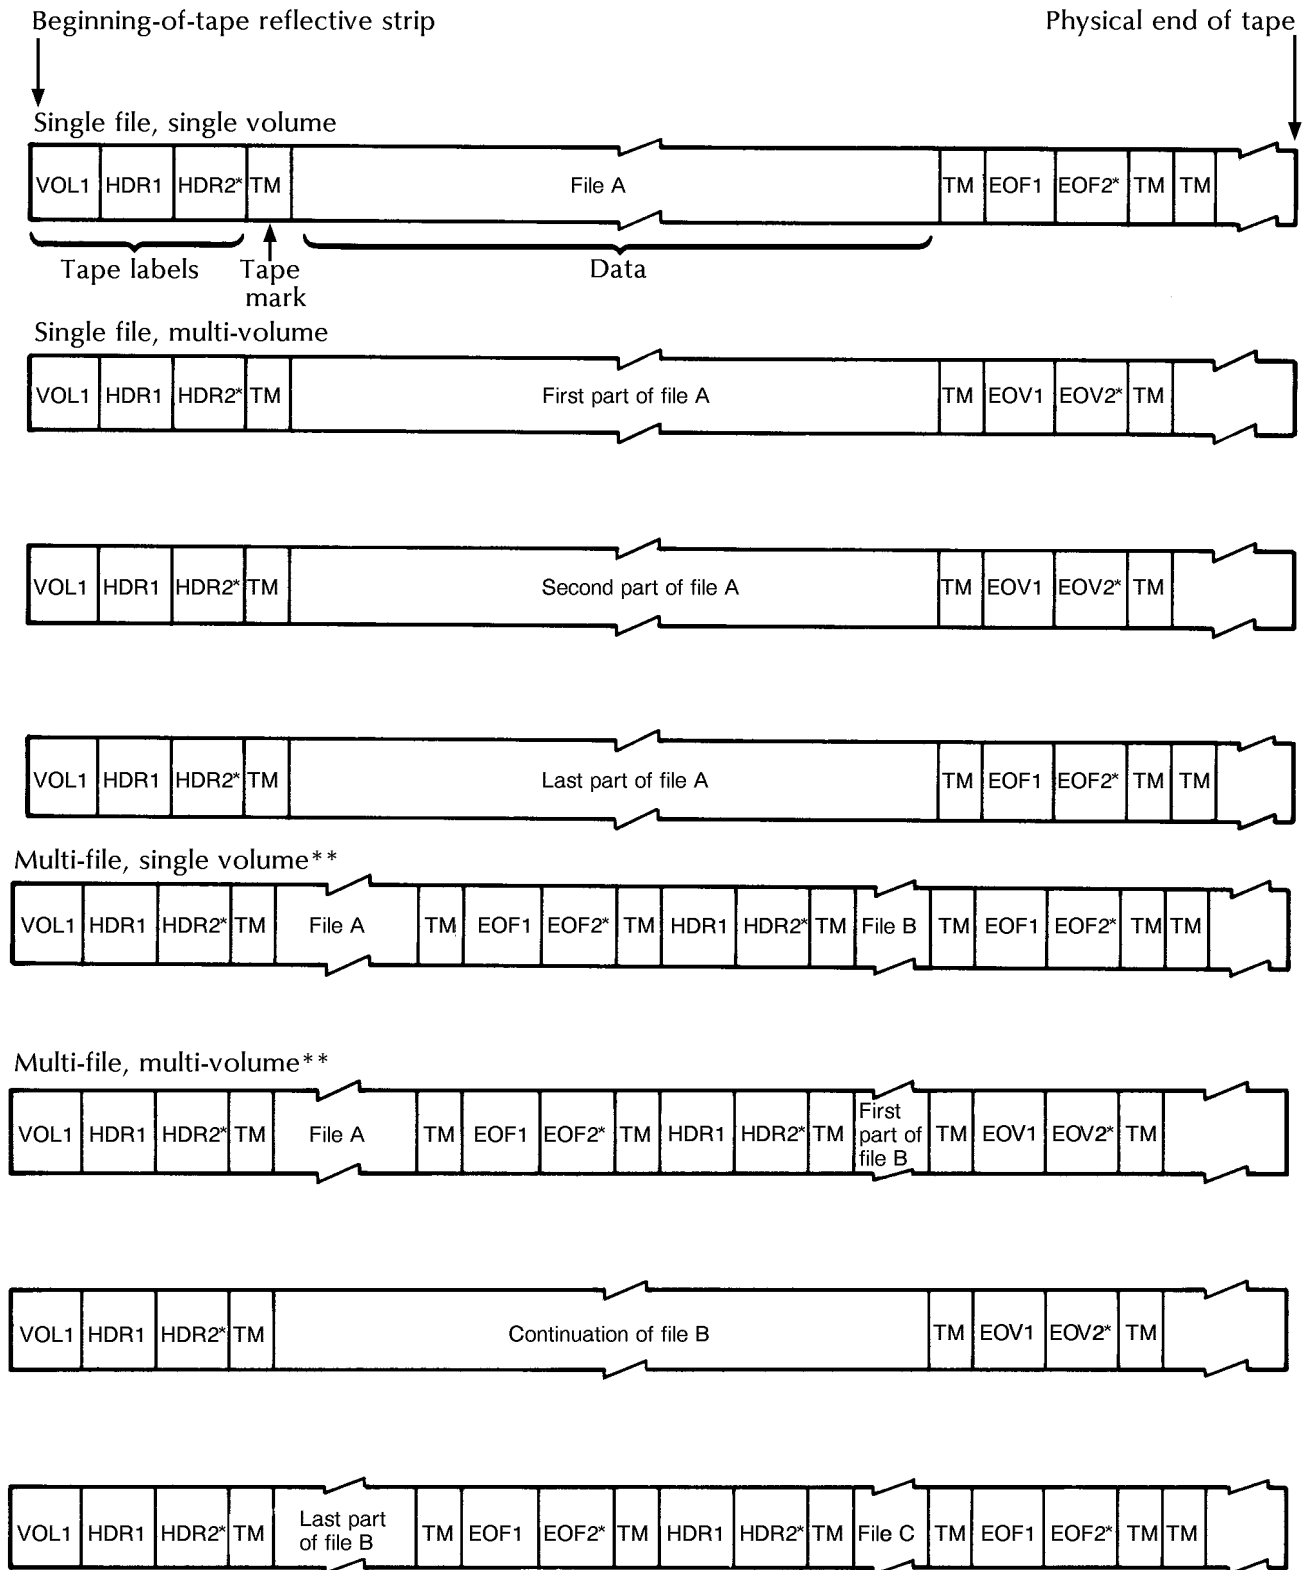 Beginning-of-tape reflective strip Physical end of tape
Single file, single volume
VOL1 HDR1 HDR2* TM File A TM EOF1 EOF2* TM TM
Tape labels Tape mark Data
Single file, multi-volume
VOL1 HDR1 HDR2* TM First part of file A TM EOV1 EOV2* TM
VOL1 HDR1 HDR2* TM Second part of file A TM EOV1 EOV2* TM
VOL1 HDR1 HDR2* TM Last part of file A TM EOF1 EOF2* TM TM
Multi-file, single volume**
VOL1 HDR1 HDR2* TM File A TM EOF1 EOF2* TM HDR1 HDR2* TM File B TM EOF1 EOF2* TM TM
Multi-file, multi-volume**
VOL1 HDR1 HDR2* TM File A TM EOF1 EOF2* TM HDR1 HDR2* TM First part of file B TM EOV1 EOV2* TM
VOL1 HDR1 HDR2* TM Continuation of file B TM EOV1 EOV2* TM
VOL1 HDR1 HDR2* TM Last part of file B TM EOF1 EOF2* TM HDR1 HDR2* TM File C TM EOF1 EOF2* TM TM